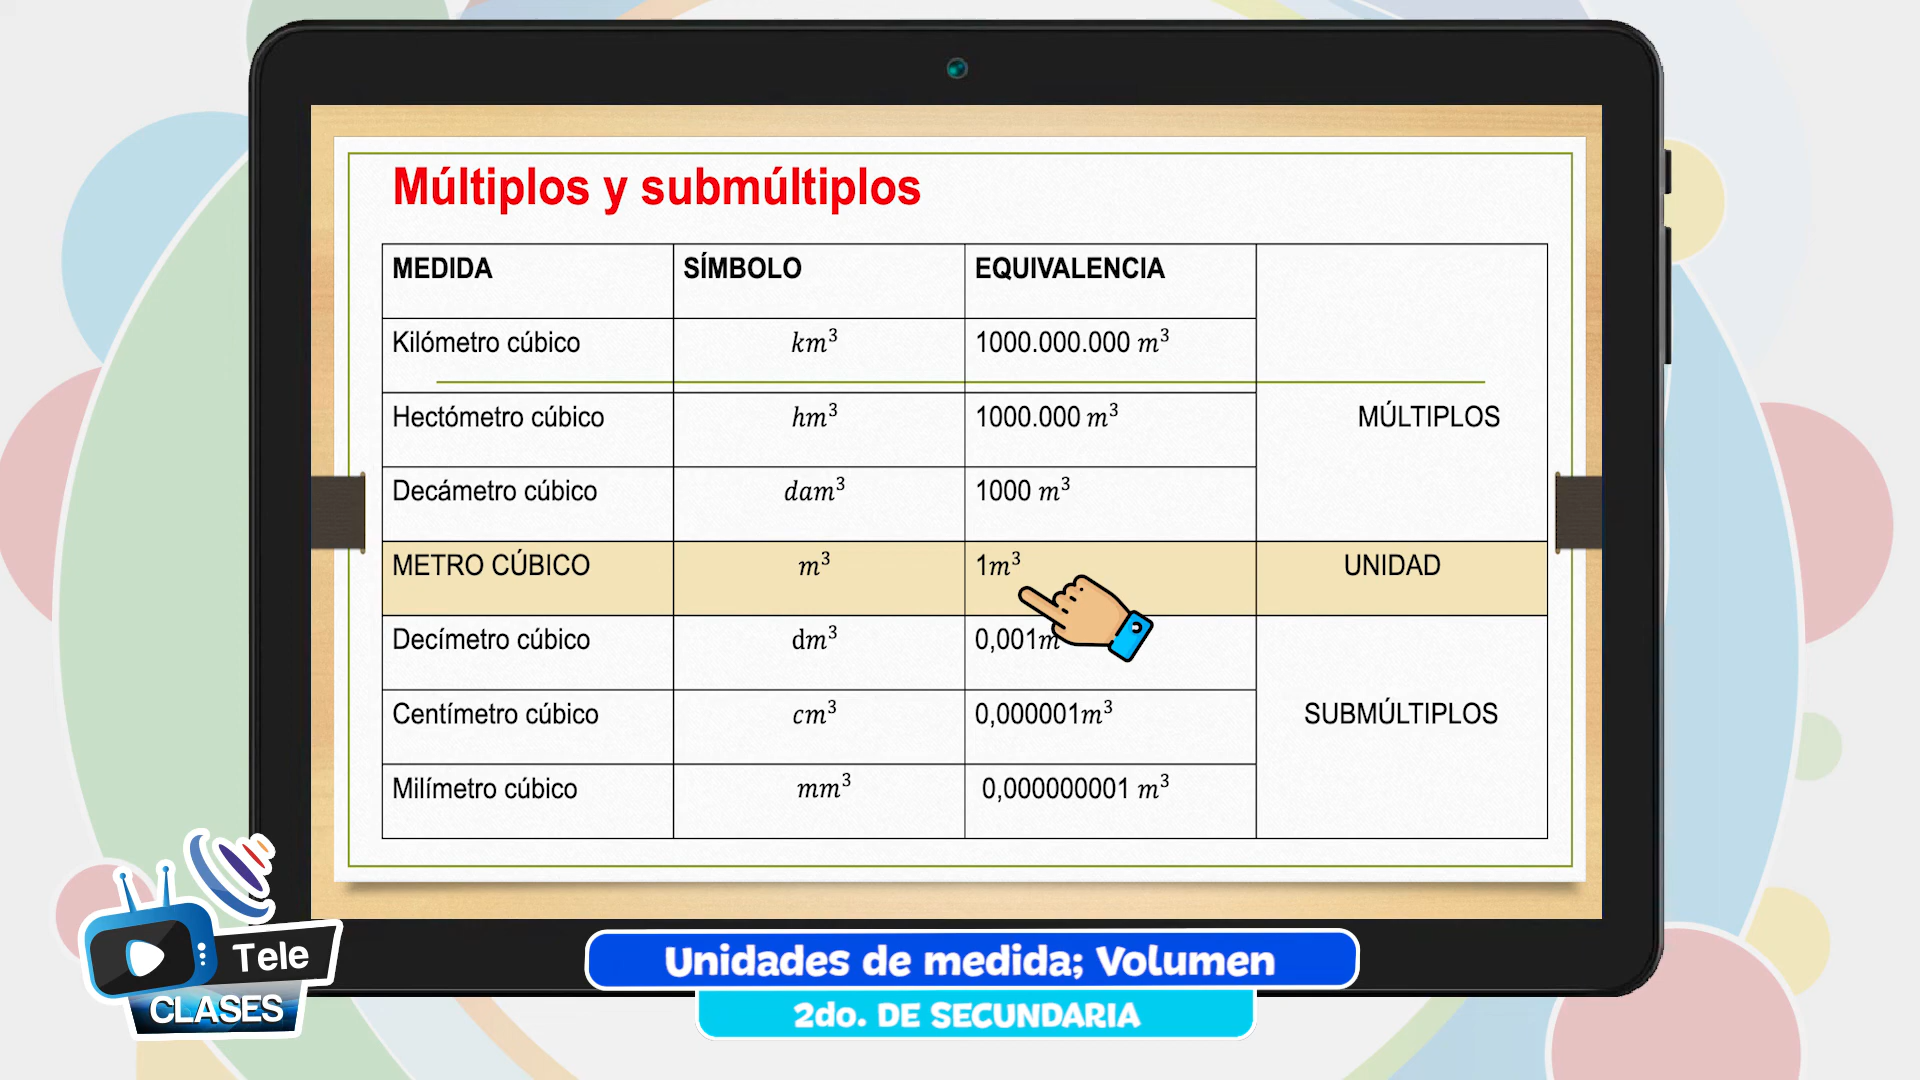 Múltiplos y submúltiplos
MEDIDA SÍMBOLO EQUIVALENCIA
Kilómetro cúbico km³ 1000.000.000 m³
Hectómetro cúbico hm³ 1000.000 m³ MÚLTIPLOS
Decámetro cúbico dam³ 1000 m³
METRO CÚBICO m³ 1m³ UNIDAD
Decímetro cúbico dm³ 0,001m
Centímetro cúbico cm³ 0,000001m³ SUBMÚLTIPLOS
Milímetro cúbico mm³ 0,000000001 m³
Tele
CLASES
Unidades de medida; Volumen
2do. DE SECUNDARIA